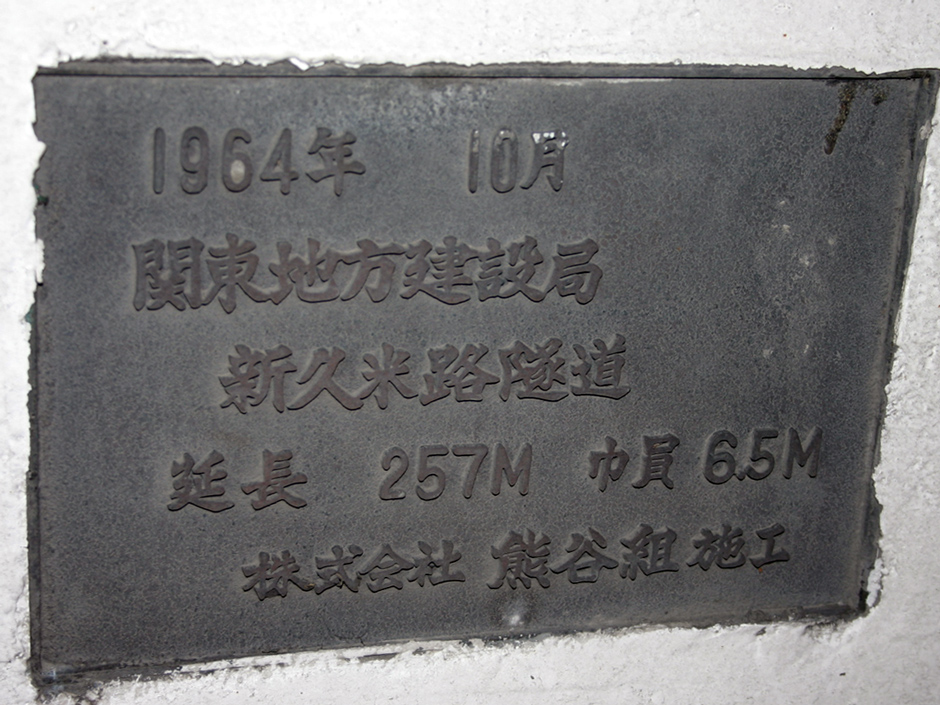 1964年 10月
関東地方建設局
新久米路隧道
延長 257M 巾員 6.5M
株式会社 熊谷組施工